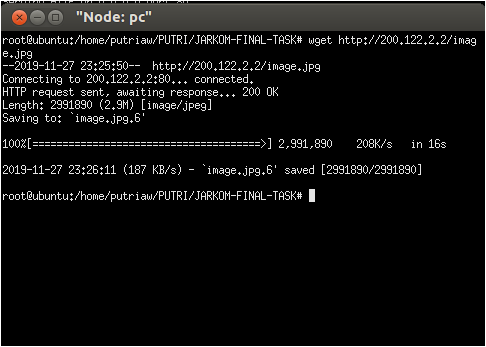 "Node: pc"
root@ubuntu:/home/putriaw/PUTRI/JARKOM-FINAL-TASK# wget http://200.122.2.2/imag
e.jpg
--2019-11-27 23:25:50--  http://200.122.2.2/image.jpg
Connecting to 200.122.2.2:80... connected.
HTTP request sent, awaiting response... 200 OK
Length: 2991890 (2.9M) [image/jpeg]
Saving to: `image.jpg.6'
100%[======================================>] 2,991,890    208K/s   in 16s
2019-11-27 23:26:11 (187 KB/s) - `image.jpg.6' saved [2991890/2991890]
root@ubuntu:/home/putriaw/PUTRI/JARKOM-FINAL-TASK#